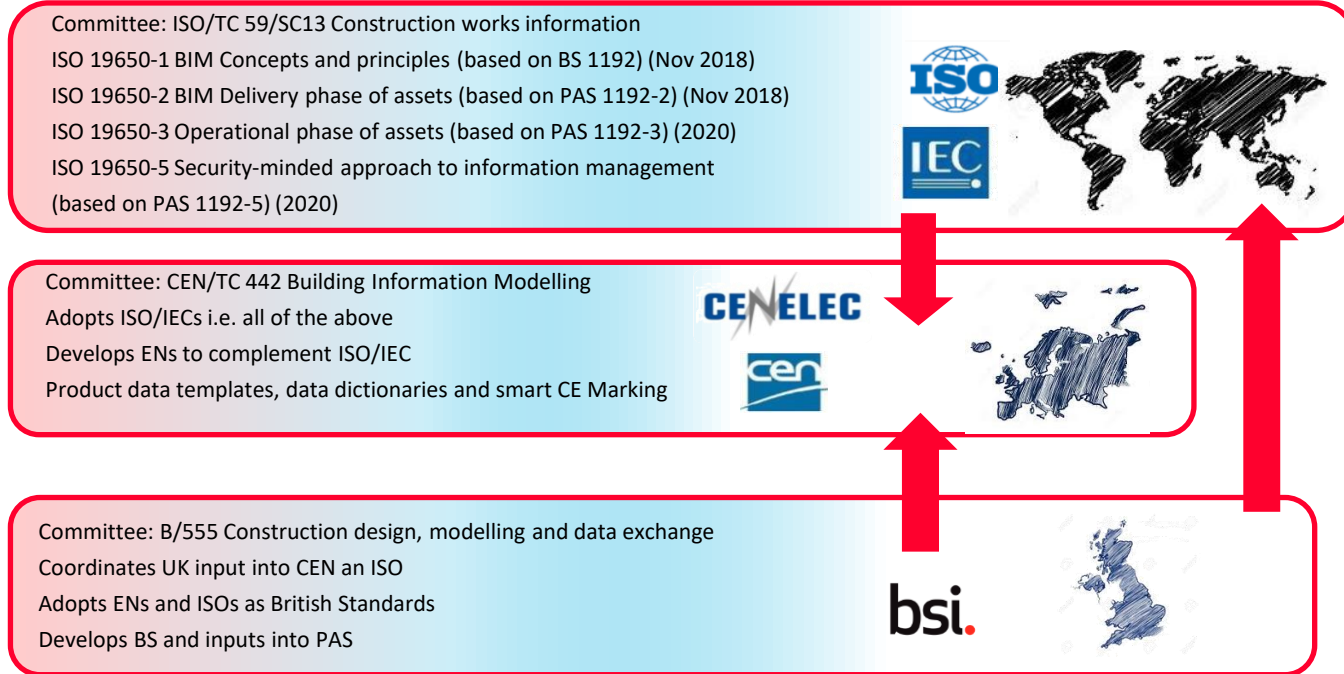 Committee: ISO/TC 59/SC13 Construction works information
ISO 19650-1 BIM Concepts and principles (based on BS 1192) (Nov 2018)
ISO 19650-2 BIM Delivery phase of assets (based on PAS 1192-2) (Nov 2018)
ISO 19650-3 Operational phase of assets (based on PAS 1192-3) (2020)
ISO 19650-5 Security-minded approach to information management
(based on PAS 1192-5) (2020)
ISO
IEC
Committee: CEN/TC 442 Building Information Modelling
Adopts ISO/IECs i.e. all of the above
Develops ENs to complement ISO/IEC
Product data templates, data dictionaries and smart CE Marking
CENELEC
cen
Committee: B/555 Construction design, modelling and data exchange
Coordinates UK input into CEN an ISO
Adopts ENs and ISOs as British Standards
Develops BS and inputs into PAS
bsi.